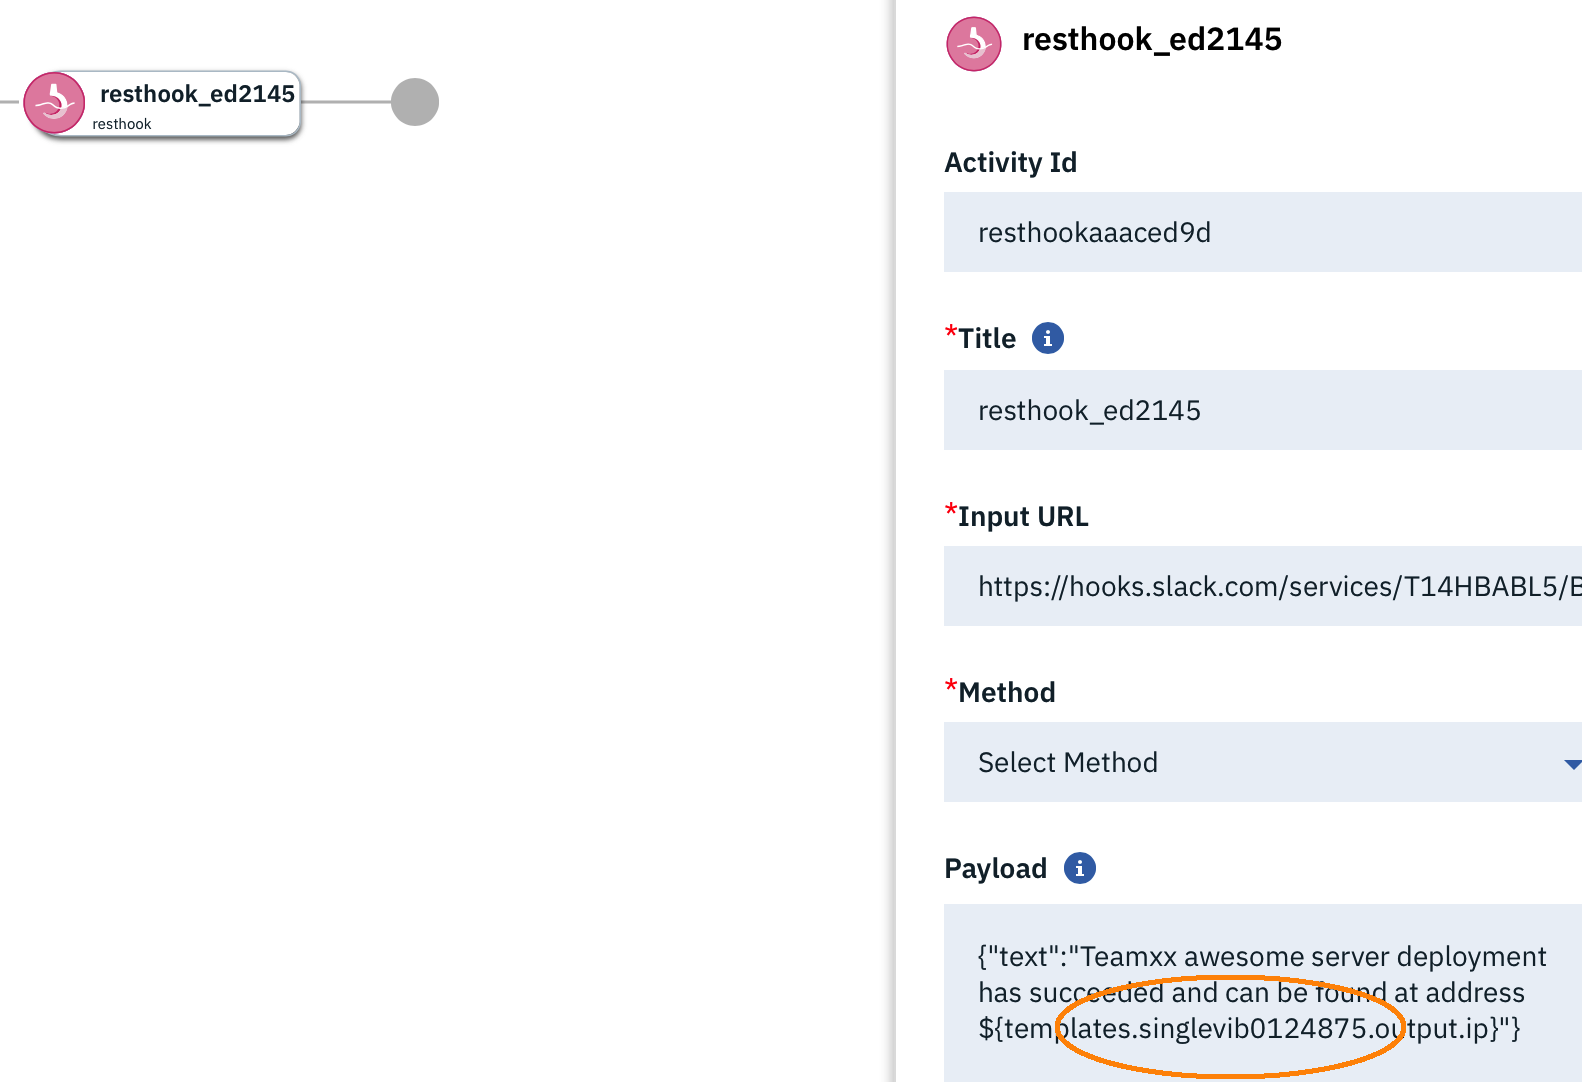 resthook_ed2145
resthook
resthook_ed2145
Activity Id
resthookaaaced9d
*Title
resthook_ed2145
*Input URL
https://hooks.slack.com/services/T14HBABL5/B
*Method
Select Method
Payload
{"text":"Teamxx awesome server deployment
has succeeded and can be found at address
${templates.singlevib0124875.output.ip}"}